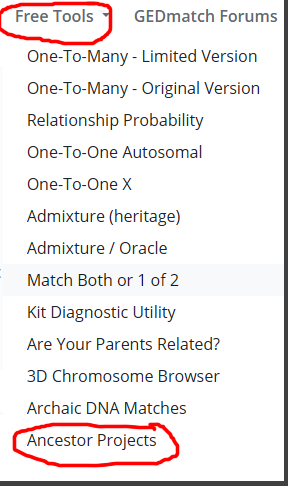 Free Tools GEDmatch Forums
One-To-Many - Limited Version
One-To-Many - Original Version
Relationship Probability
One-To-One Autosomal
One-To-One X
Admixture (heritage)
Admixture / Oracle
Match Both or 1 of 2
Kit Diagnostic Utility
Are Your Parents Related?
3D Chromosome Browser
Archaic DNA Matches
Ancestor Projects